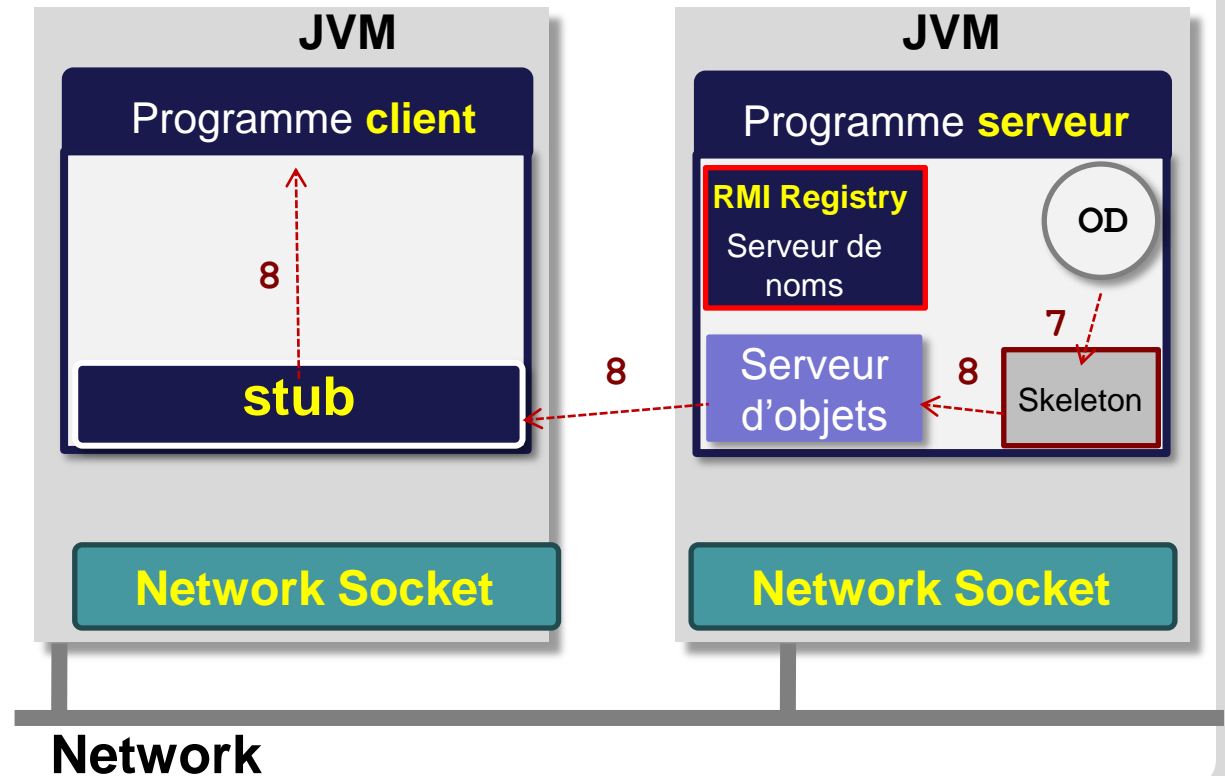 JVM
Programme client
8
stub
Network Socket
8
JVM
Programme serveur
RMI Registry
Serveur de
noms
OD
7
Serveur
d'objets
8
Skeleton
Network Socket
Network